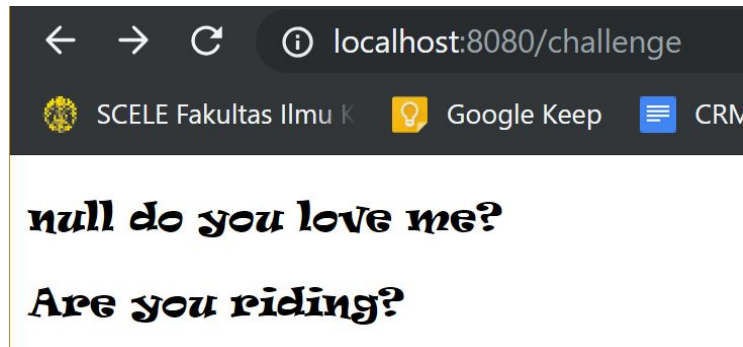 localhost:8080/challenge
SCELE Fakultas Ilmu K Google Keep CRM
null do you love me?
Are you riding?